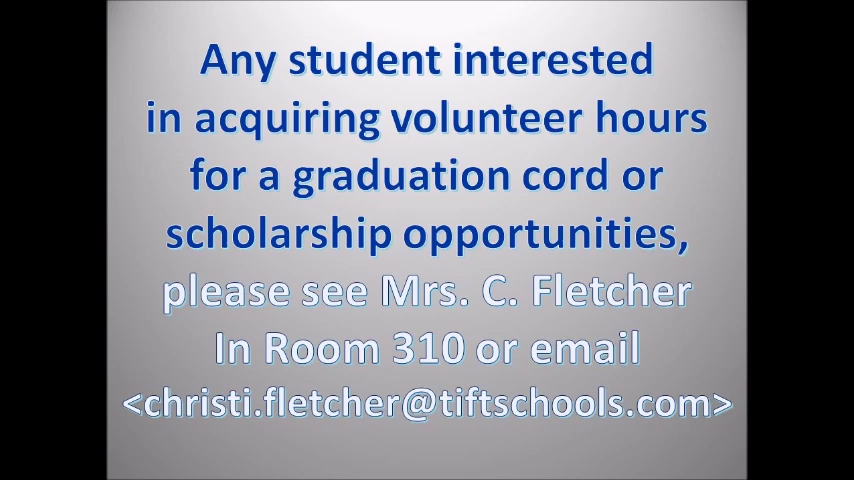 Any student interested
in acquiring volunteer hours
for a graduation cord or
scholarship opportunities,
please see Mrs. C. Fletcher
In Room 310 or email
<christi.fletcher@tiftschools.com>